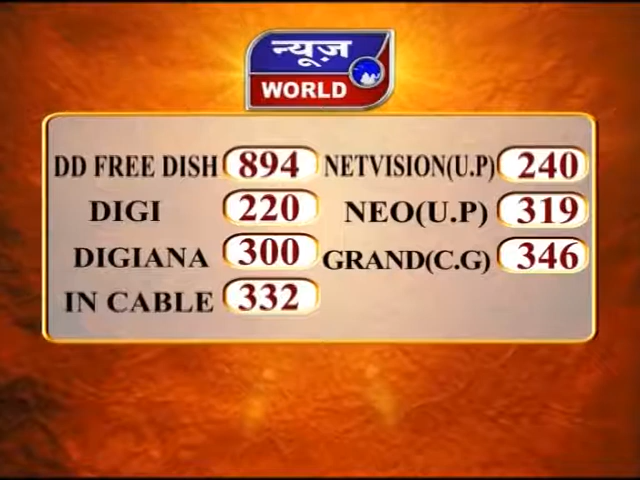 न्यूज़
WORLD
DD FREE DISH 894 NETVISION(U.P) 240
DIGI 220 NEO(U.P) 319
DIGIANA 300 GRAND(C.G) 346
IN CABLE 332